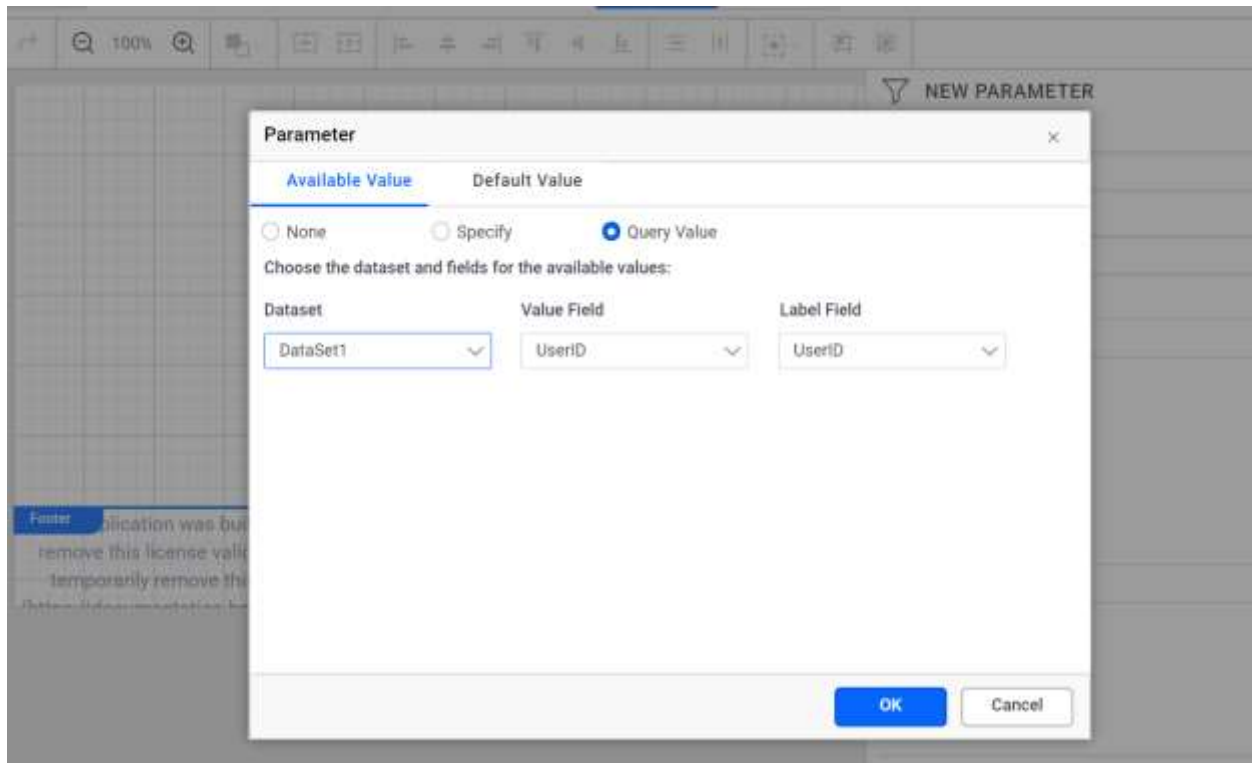 100%
NEW PARAMETER
Parameter
Available Value Default Value
None Specify Query Value
Choose the dataset and fields for the available values:
Dataset Value Field Label Field
DataSet1 UserID UserID
OK Cancel
Footer
plication was bui
remove this license valid
temporarily remove this